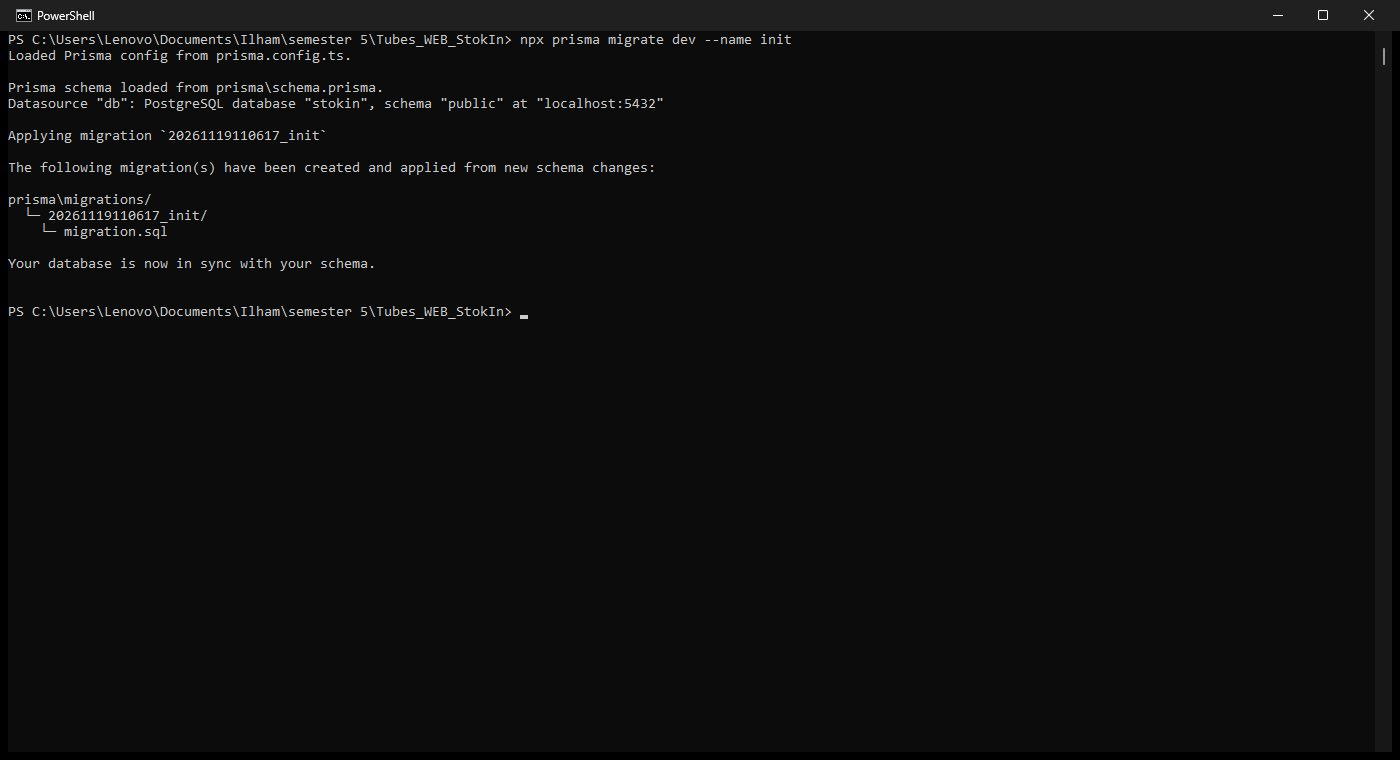 PowerShell
PS C:\Users\Lenovo\Documents\Ilham\semester 5\Tubes_WEB_StokIn> npx prisma migrate dev --name init
Loaded Prisma config from prisma.config.ts.
Prisma schema loaded from prisma\schema.prisma.
Datasource "db": PostgreSQL database "stokin", schema "public" at "localhost:5432"
Applying migration `20261119110617_init`
The following migration(s) have been created and applied from new schema changes:
prisma\migrations/
└─ 20261119110617_init/
└─ migration.sql
Your database is now in sync with your schema.
PS C:\Users\Lenovo\Documents\Ilham\semester 5\Tubes_WEB_StokIn>